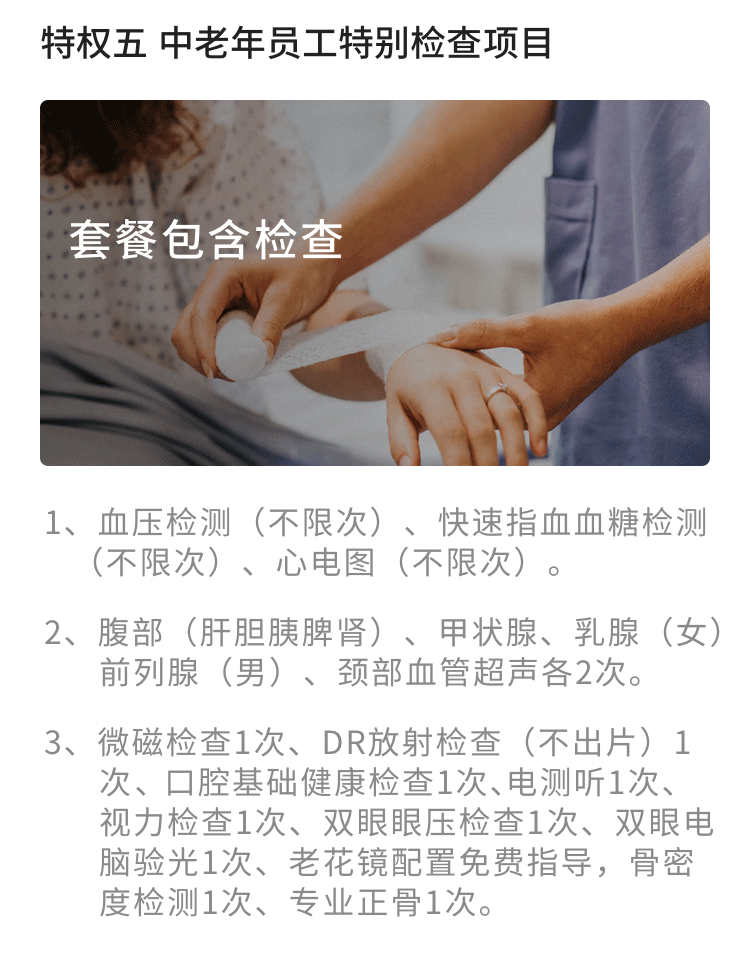 特权五 中老年员工特别检查项目
套餐包含检查
1、血压检测（不限次）、快速指血血糖检测
（不限次）、心电图（不限次）。
2、腹部（肝胆胰脾肾）、甲状腺、乳腺（女）
前列腺（男）、颈部血管超声各2次。
3、微磁检查1次、DR放射检查（不出片）1
次、口腔基础健康检查1次、电测听1次、
视力检查1次、双眼眼压检查1次、双眼电
脑验光1次、老花镜配置免费指导，骨密
度检测1次、专业正骨1次。